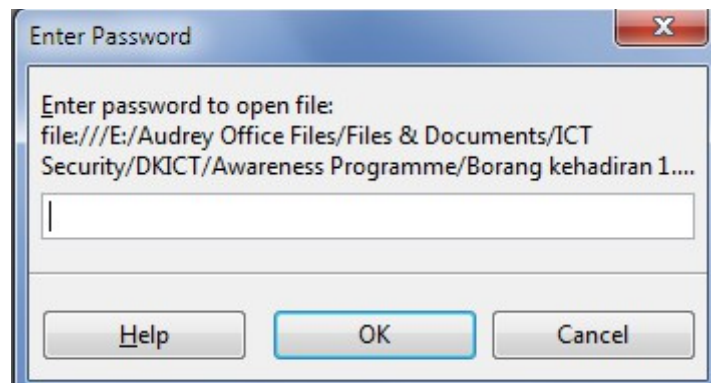 Enter Password
Enter password to open file:
file:///E:/Audrey Office Files/Files & Documents/ICT
Security/DKICT/Awareness Programme/Borang kehadiran 1....
Help
OK
Cancel